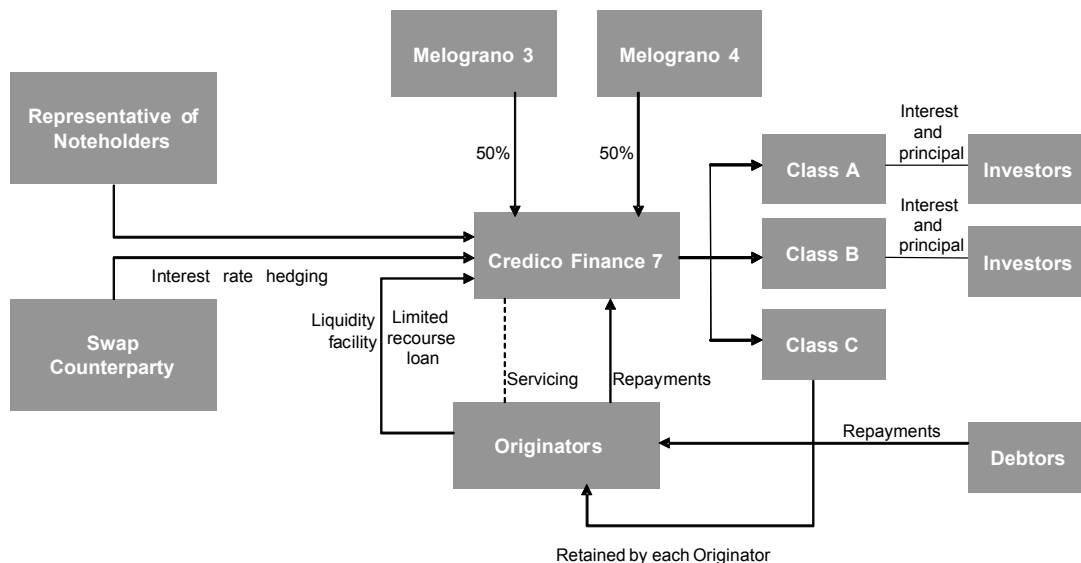 Melograno 3
Melograno 4
Representative of
Noteholders
50%
50%
Interest
and
principal
Class A
Investors
Interest
and
principal
Credico Finance 7
Class B
Investors
Interest rate hedging
Swap
Counterparty
Liquidity
facility
Limited
recourse
loan
Class C
Servicing
Repayments
Originators
Repayments
Debtors
Retained by each Originator